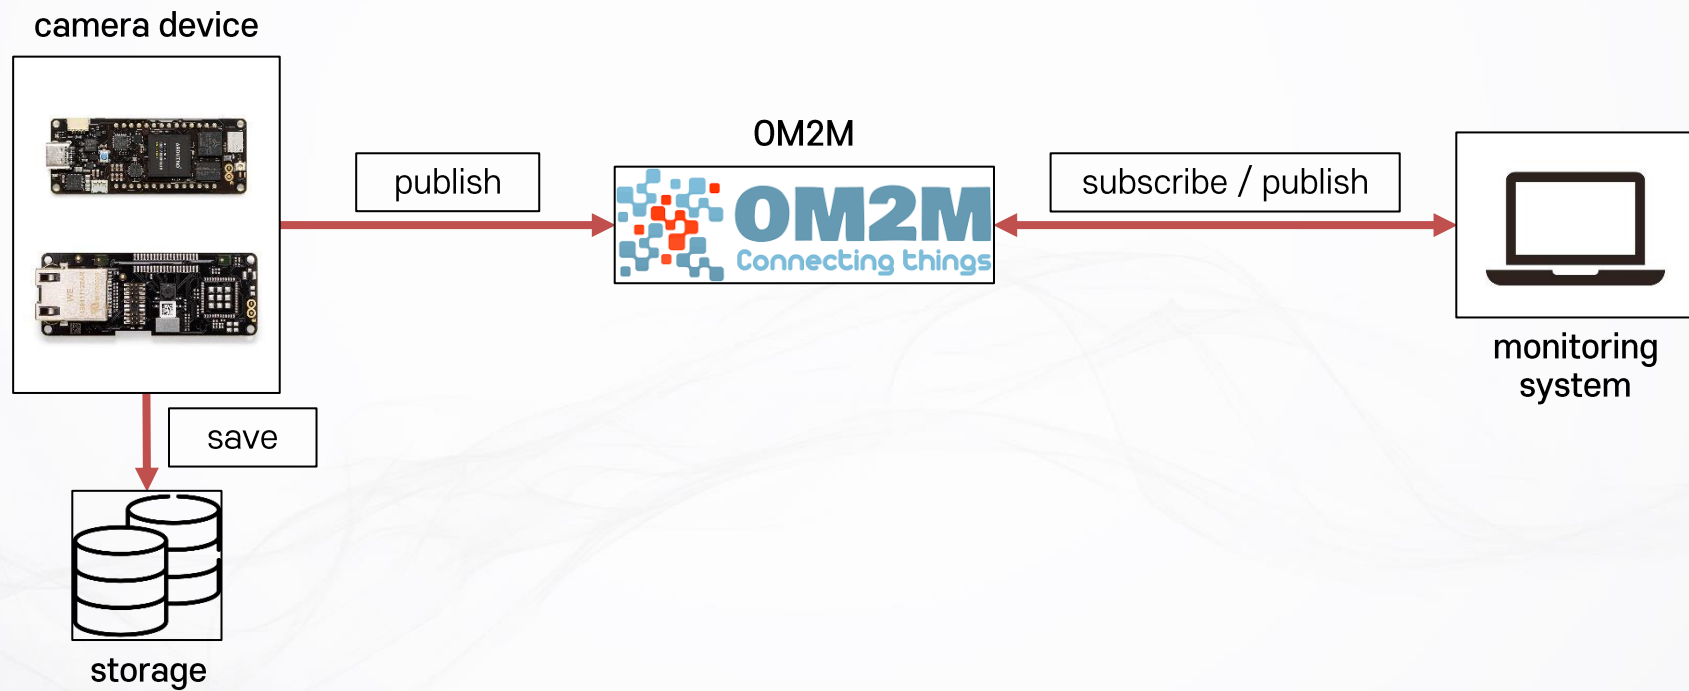 camera device
OM2M
publish
OM2M
Connecting things
subscribe / publish
monitoring
system
save
storage